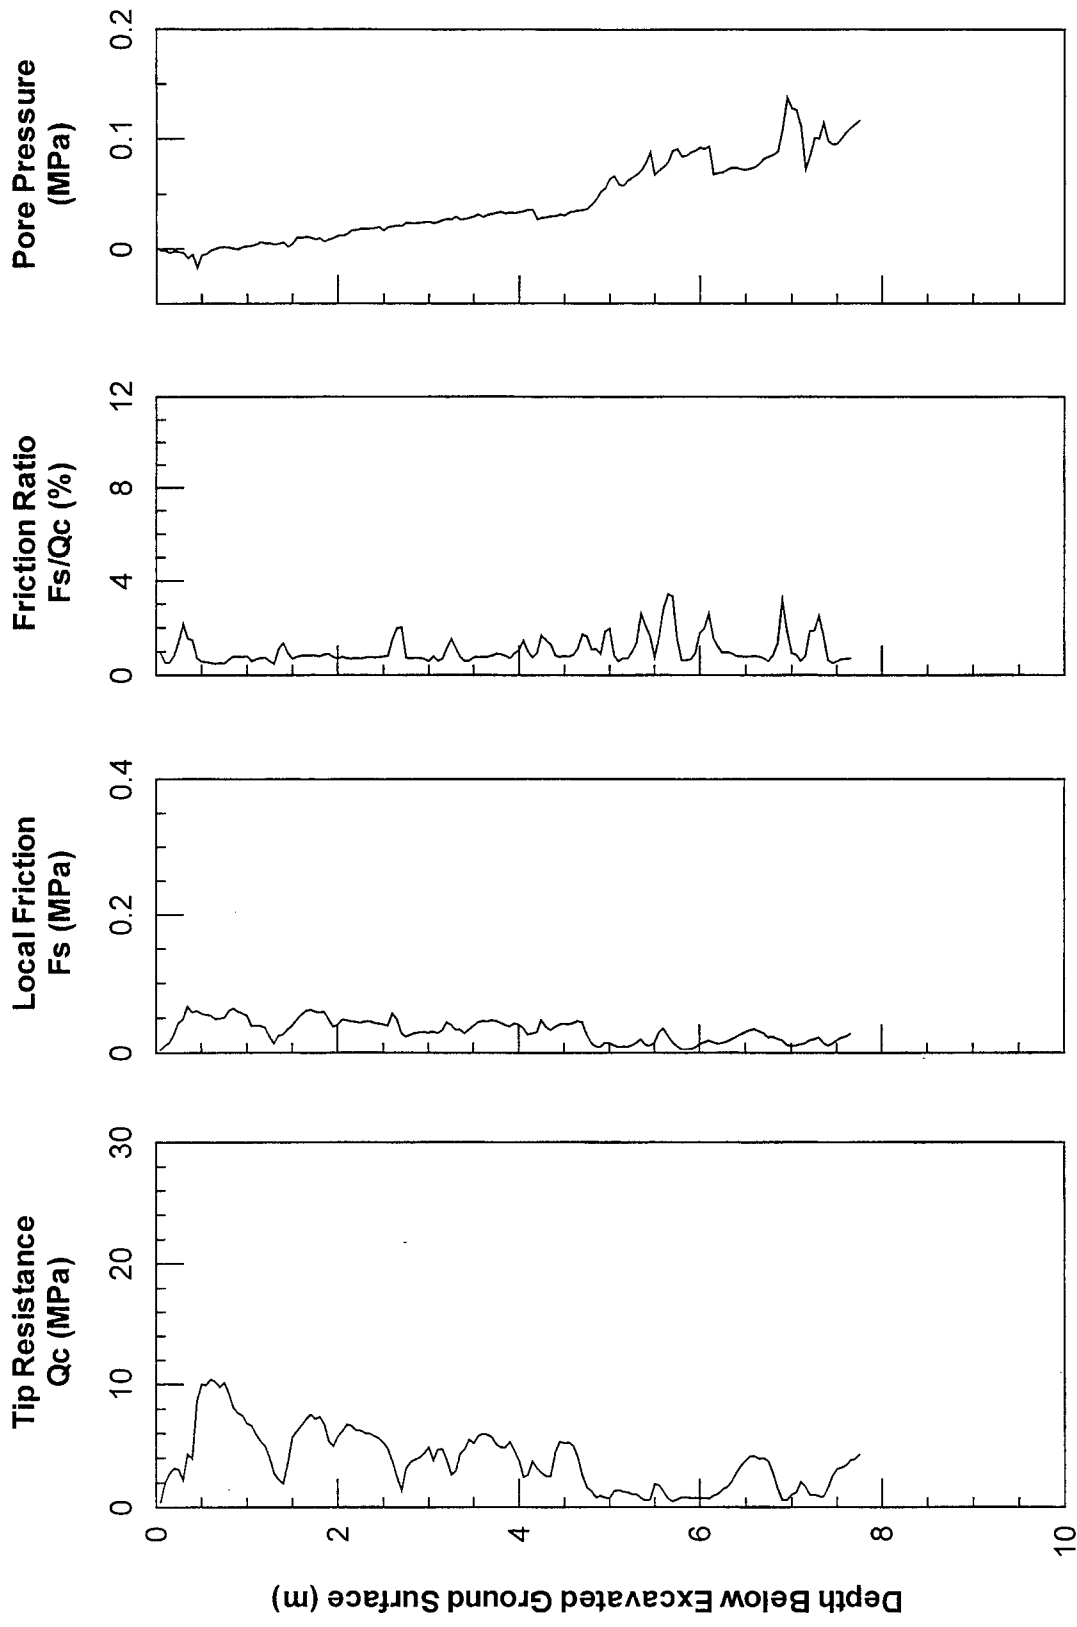 Tip Resistance
Qc (MPa)
0 10 20 30
Local Friction
Fs (MPa)
0 0.2 0.4
Friction Ratio
Fs/Qc (%)
0 4 8 12
Pore Pressure
(MPa)
0 0.1 0.2
0
2
4
6
8
10
Depth Below Excavated Ground Surface (m)